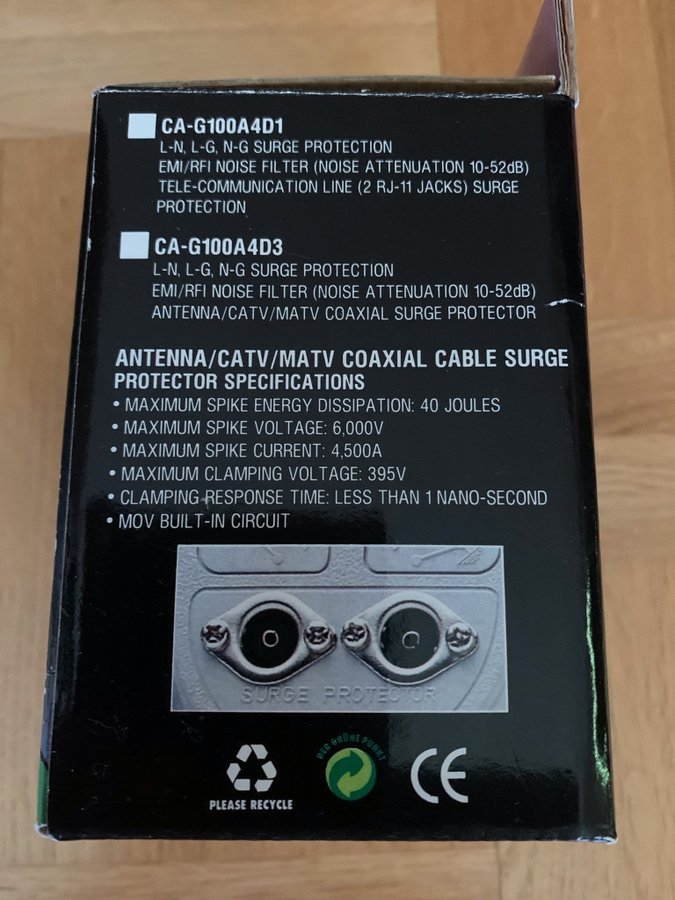 CA-G100A4D1
L-N, L-G, N-G SURGE PROTECTION
EMI/RFI NOISE FILTER (NOISE ATTENUATION 10-52dB)
TELE-COMMUNICATION LINE (2 RJ-11 JACKS) SURGE
PROTECTION
CA-G100A4D3
L-N, L-G, N-G SURGE PROTECTION
EMI/RFI NOISE FILTER (NOISE ATTENUATION 10-52dB)
ANTENNA/CATV/MATV COAXIAL SURGE PROTECTOR
ANTENNA/CATV/MATV COAXIAL CABLE SURGE
PROTECTOR SPECIFICATIONS
• MAXIMUM SPIKE ENERGY DISSIPATION: 40 JOULES
• MAXIMUM SPIKE VOLTAGE: 6,000V
• MAXIMUM SPIKE CURRENT: 4,500A
• MAXIMUM CLAMPING VOLTAGE: 395V
• CLAMPING RESPONSE TIME: LESS THAN 1 NANO-SECOND
• MOV BUILT-IN CIRCUIT
SURGE PROTECTOR
PLEASE RECYCLE
DER GRÜNE PUNKT
CE